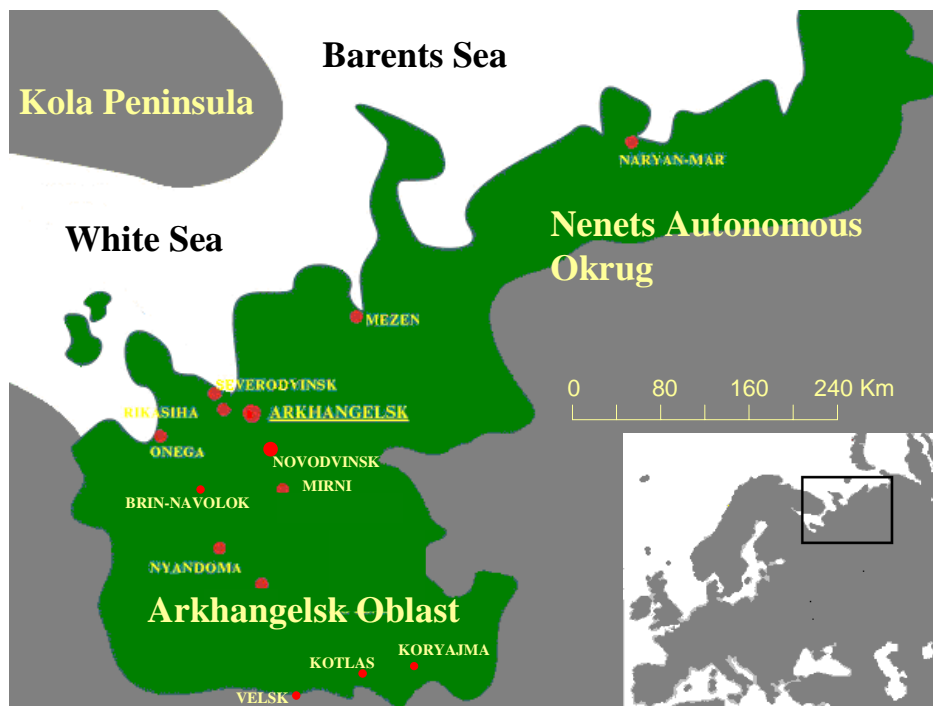 Barents Sea
Kola Peninsula
NARYAN-MAR
White Sea
Nenets Autonomous
Okrug
MEZEN
SEVERODVINSK
0 80 160 240 Km
RIKASIHA
ARKHANGELSK
ONEGA
NOVODVINSK
MIRNI
BRIN-NAVOLOK
NYANDOMA
Arkhangelsk Oblast
KORYAJMA
KOTLAS
VELSK